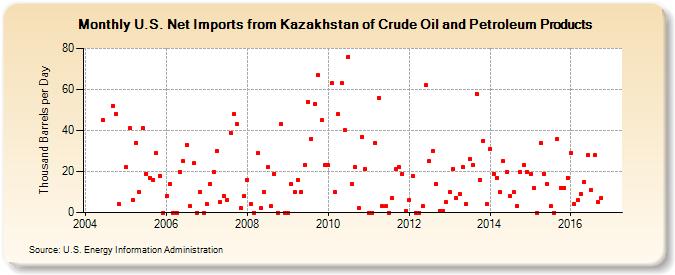 Monthly U.S. Net Imports from Kazakhstan of Crude Oil and Petroleum Products
Thousand Barrels per Day
80
60
40
20
0
2004 2006 2008 2010 2012 2014 2016
Source: U.S. Energy Information Administration